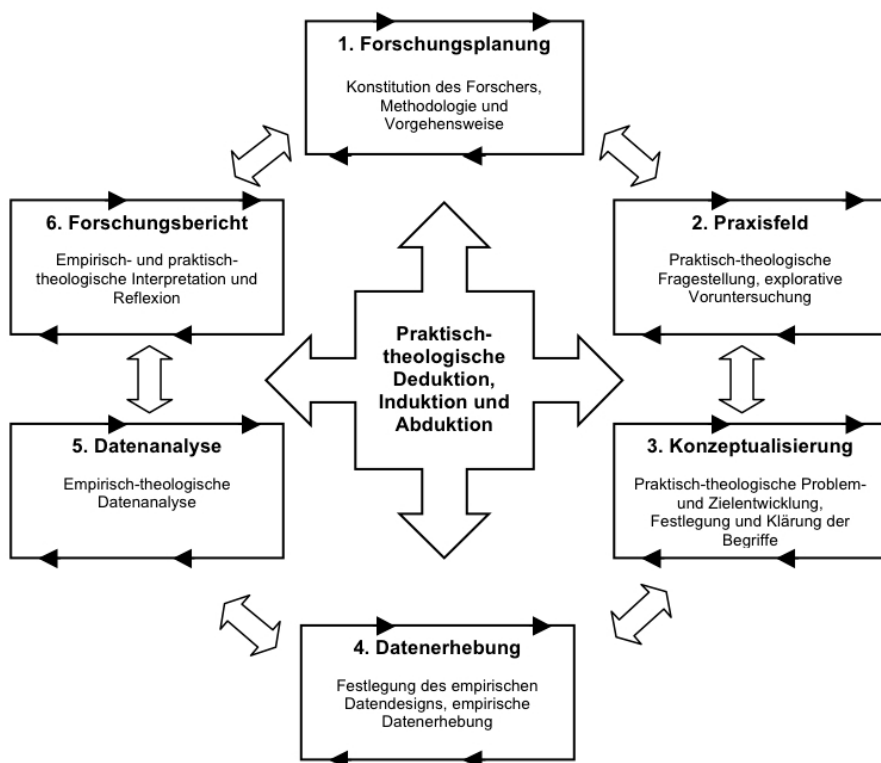 1. Forschungsplanung
Konstitution des Forschers,
Methodologie und
Vorgehensweise
2. Praxisfeld
Praktisch-theologische
Fragestellung, explorative
Voruntersuchung
3. Konzeptualisierung
Praktisch-theologische Problem-
und Zielentwicklung,
Festlegung und Klärung der
Begriffe
4. Datenerhebung
Festlegung des empirischen
Datendesigns, empirische
Datenerhebung
5. Datenanalyse
Empirisch-theologische
Datenanalyse
6. Forschungsbericht
Empirisch- und praktisch-
theologische Interpretation und
Reflexion
Praktisch-
theologische
Deduktion,
Induktion und
Abduktion